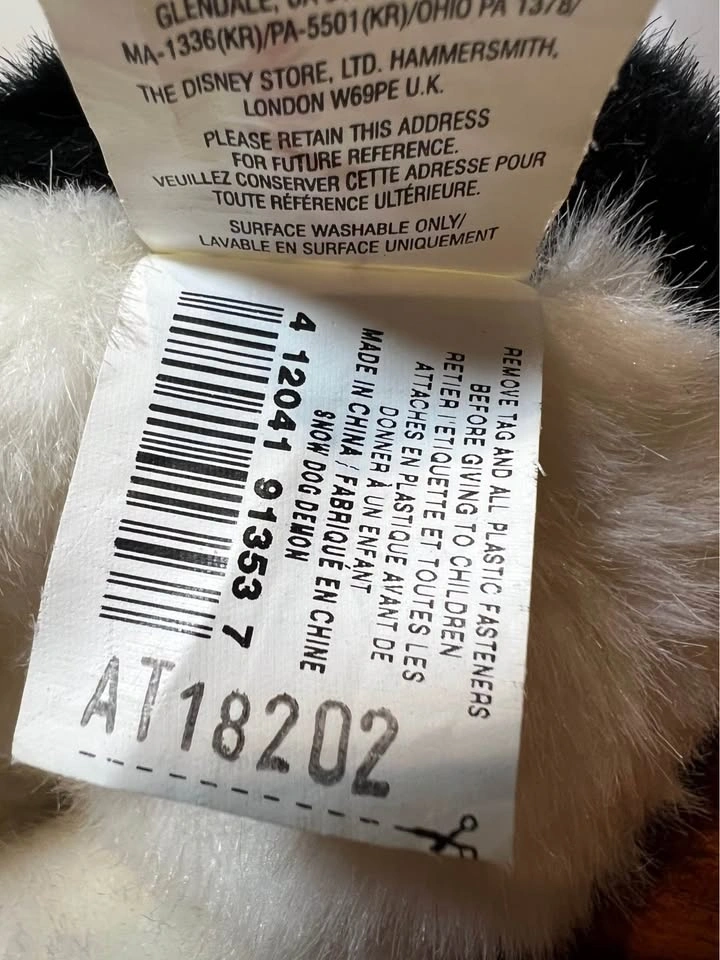 GLENDALE,
MA-1336(KR)/PA-5501(KR)/OHIO PA 1378/
THE DISNEY STORE, LTD. HAMMERSMITH,
LONDON W69PE U.K.
PLEASE RETAIN THIS ADDRESS
FOR FUTURE REFERENCE.
VEUILLEZ CONSERVER CETTE ADRESSE POUR
TOUTE RÉFÉRENCE ULTÉRIEURE.
SURFACE WASHABLE ONLY/
LAVABLE EN SURFACE UNIQUEMENT
REMOVE TAG AND ALL PLASTIC FASTENERS
BEFORE GIVING TO CHILDREN
RETIER L'ETIQUETTE ET TOUTES LES
ATTACHES EN PLASTIQUE AVANT DE
DONNER À UN ENFANT
MADE IN CHINA / FABRIQUÉ EN CHINE
SNOW DOG DEMON
4 12041 91353 7
AT18202